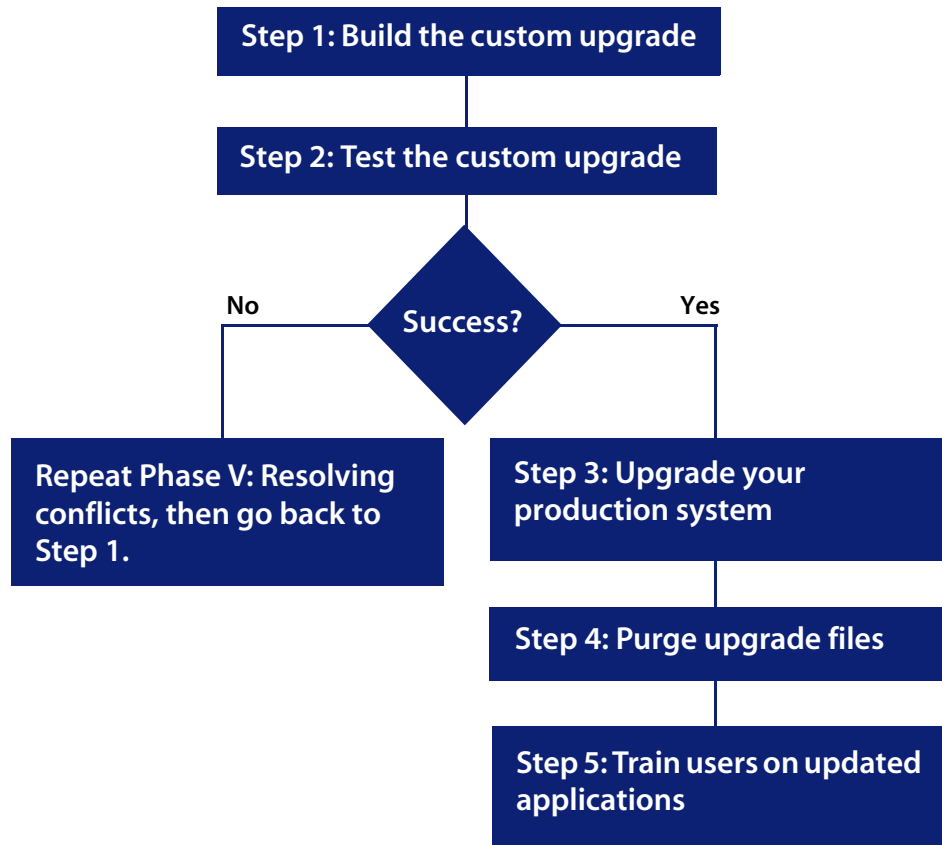 Step 1: Build the custom upgrade
Step 2: Test the custom upgrade
Success?
No
Yes
Repeat Phase V: Resolving
conflicts, then go back to
Step 1.
Step 3: Upgrade your
production system
Step 4: Purge upgrade files
Step 5: Train users on updated
applications